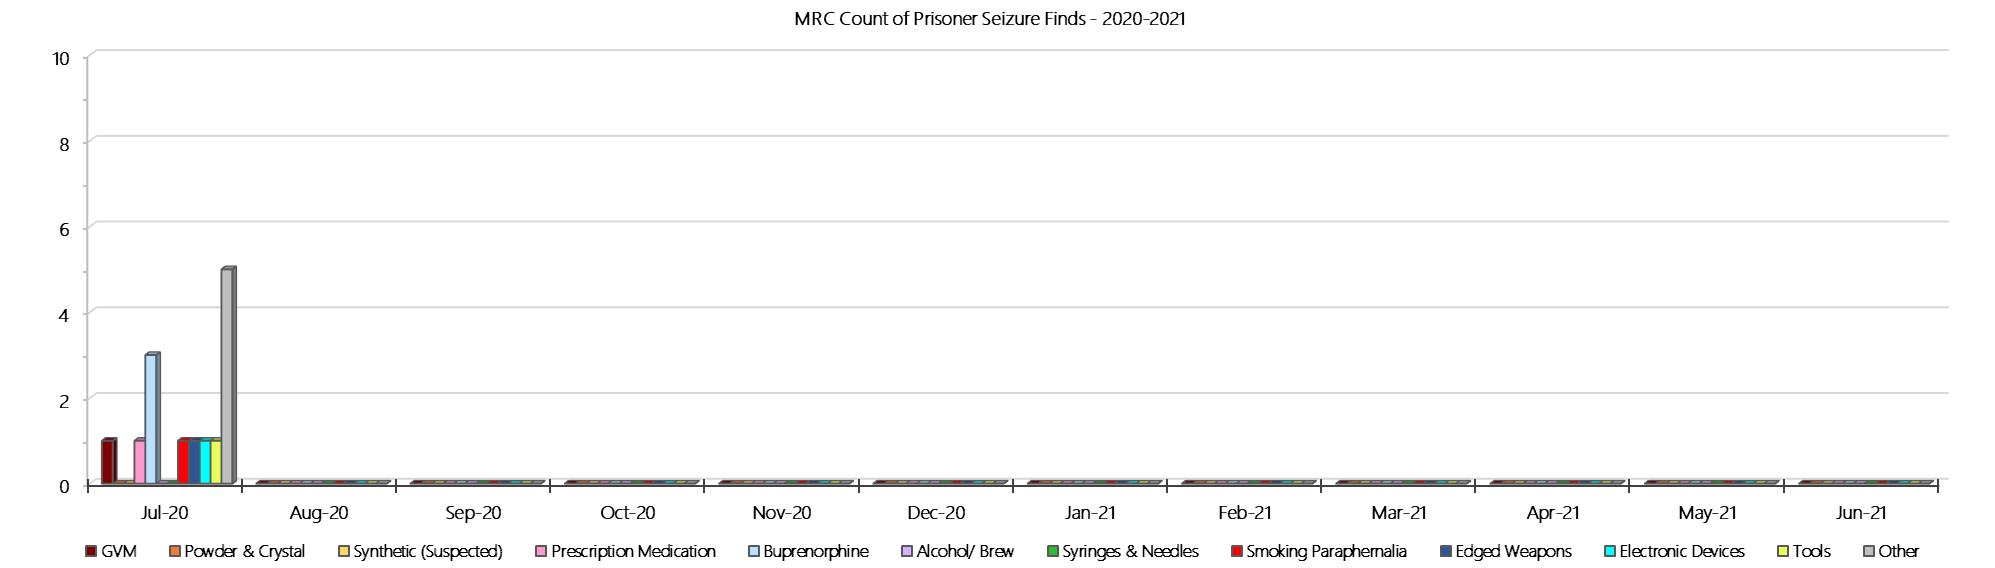 MRC Count of Prisoner Seizure Finds - 2020-2021
10
8
6
4
2
0
Jul-20 Aug-20 Sep-20 Oct-20 Nov-20 Dec-20 Jan-21 Feb-21 Mar-21 Apr-21 May-21 Jun-21
GVM Powder & Crystal Synthetic (Suspected) Prescription Medication Buprenorphine Alcohol/ Brew Syringes & Needles Smoking Paraphernalia Edged Weapons Electronic Devices Tools Other